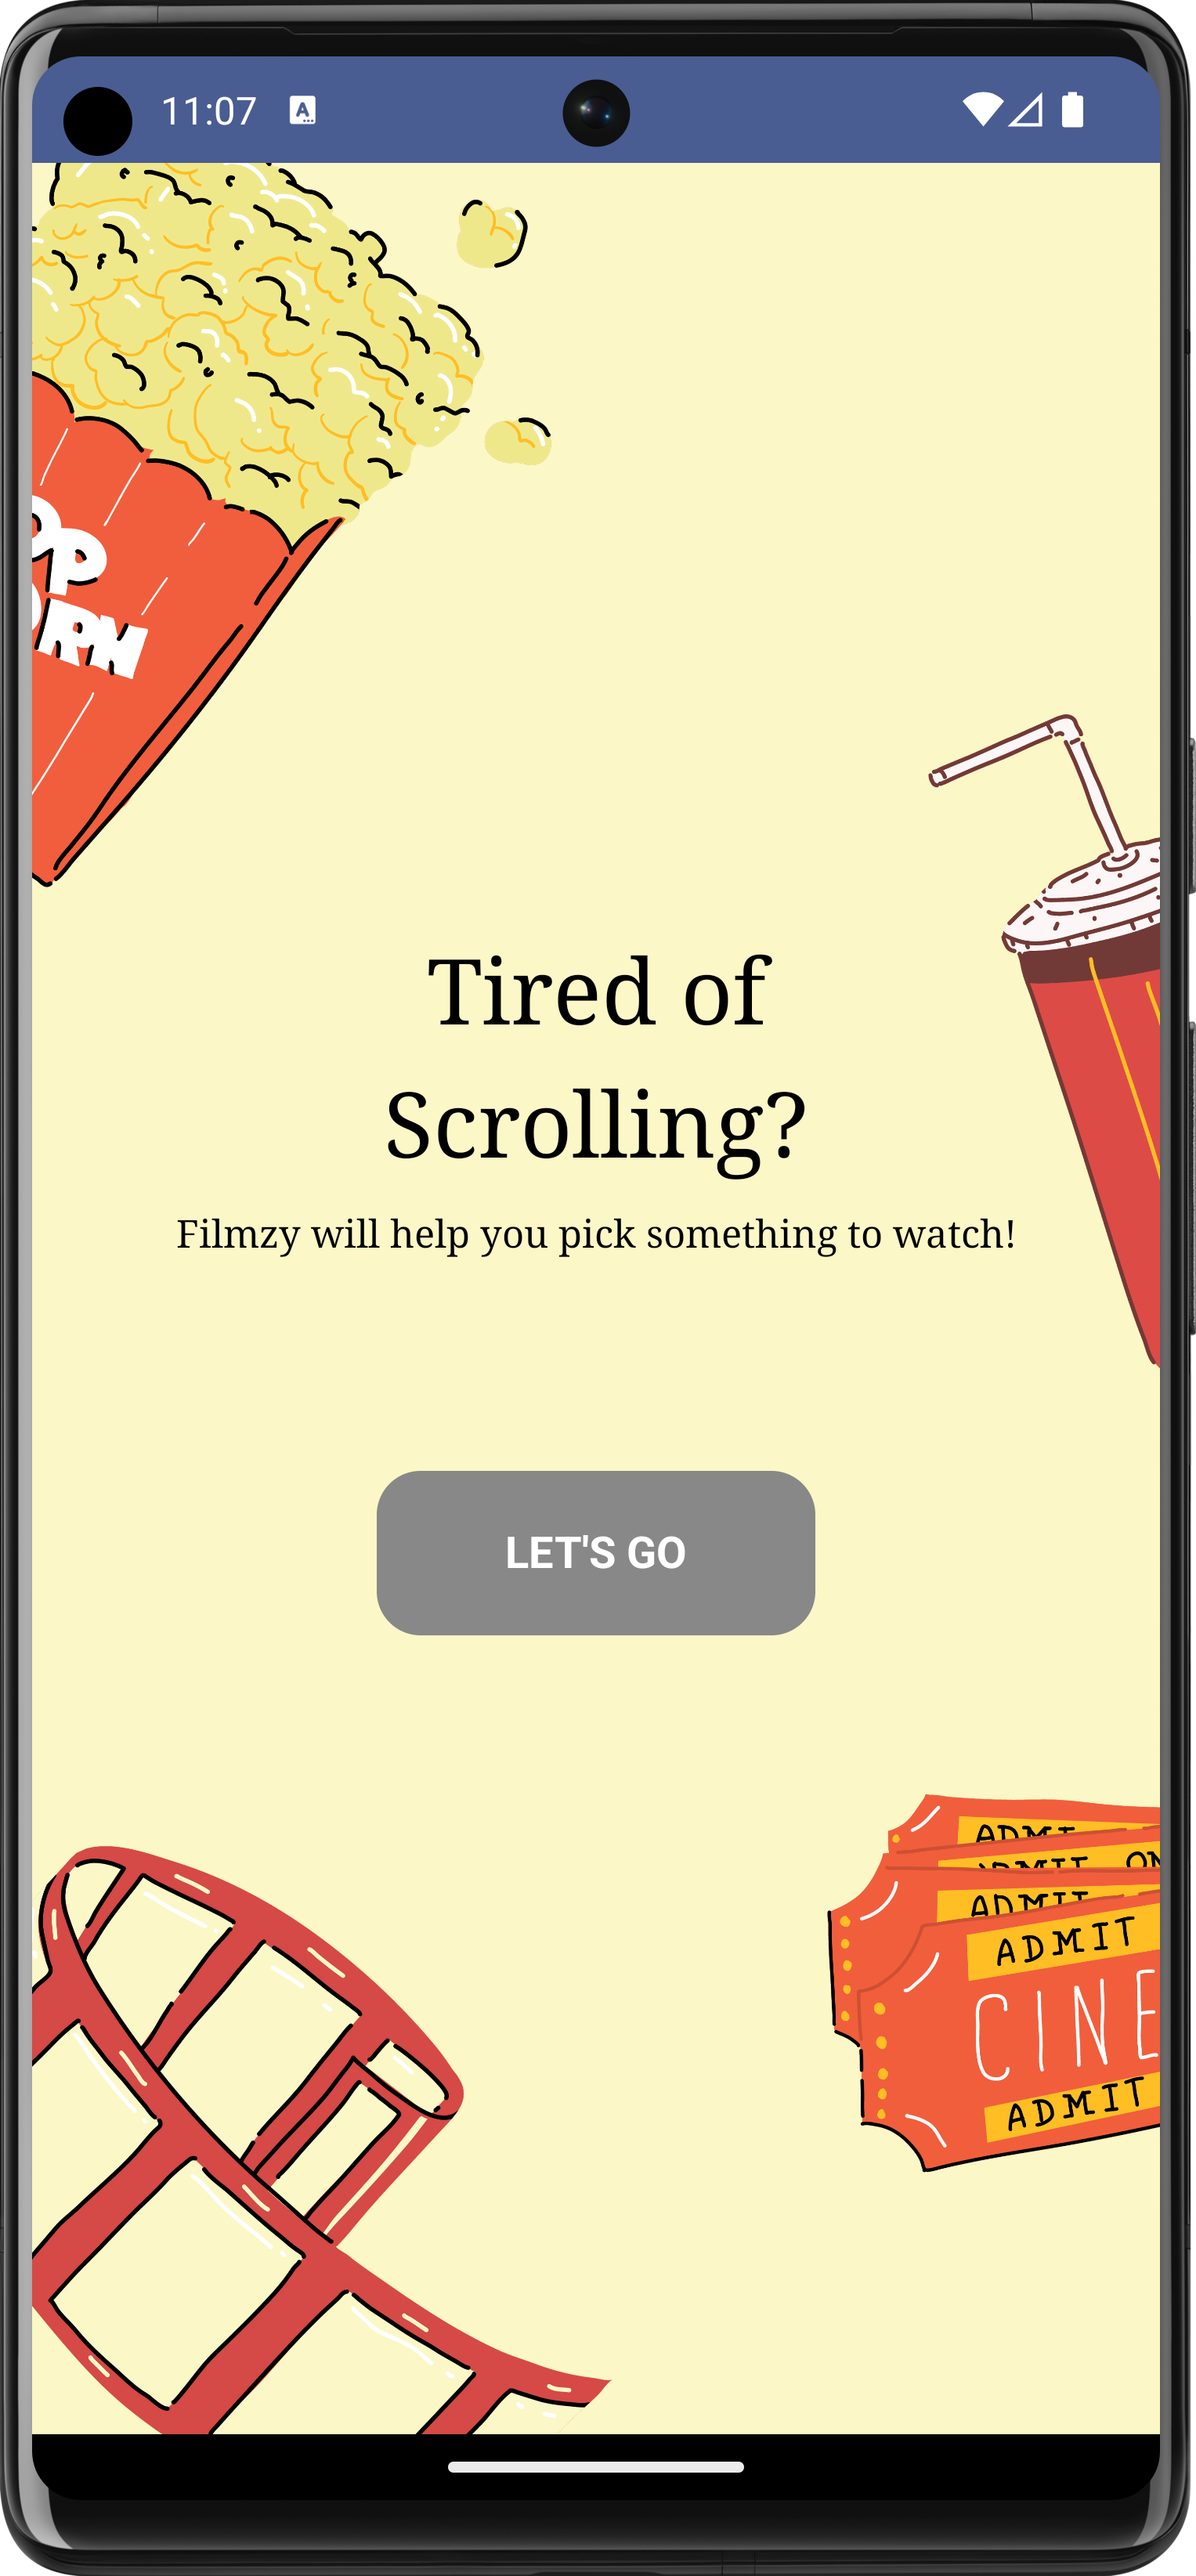 11:07
A
OP
ORN
Tired of
Scrolling?
Filmzy will help you pick something to watch!
LET'S GO
ADMIT
ADMIT ON
ADMIT
ADMIT
CINE
ADMIT